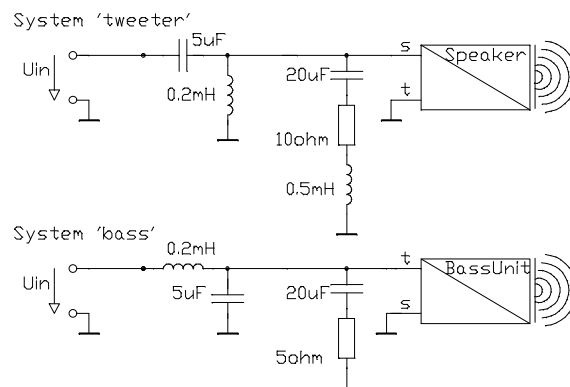 System 'tweeter'
5uF
s
Speaker
Uin
0.2mH
20uF
t
10ohm
0.5mH
System 'bass'
0.2mH
t
BassUnit
Uin
5uF
20uF
s
5ohm